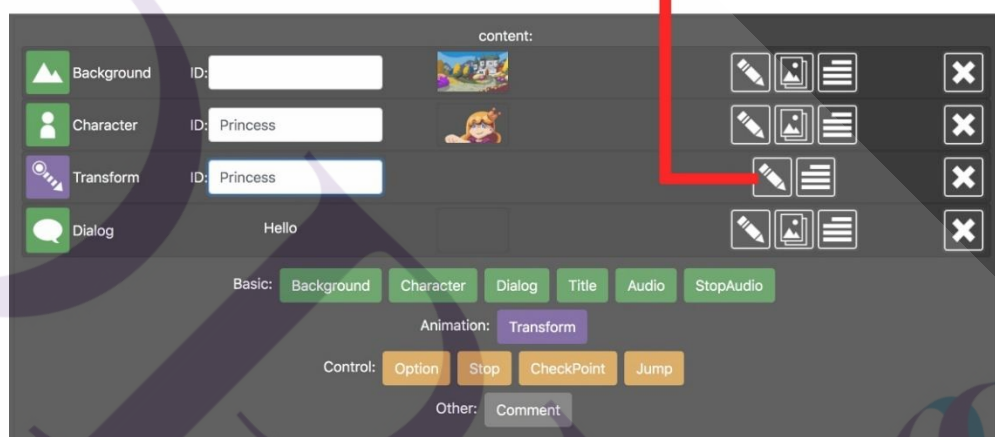 content:
Background ID:
Character ID: Princess
Transform ID: Princess
Dialog Hello
Basic: Background Character Dialog Title Audio StopAudio
Animation: Transform
Control: Option Stop CheckPoint Jump
Other: Comment